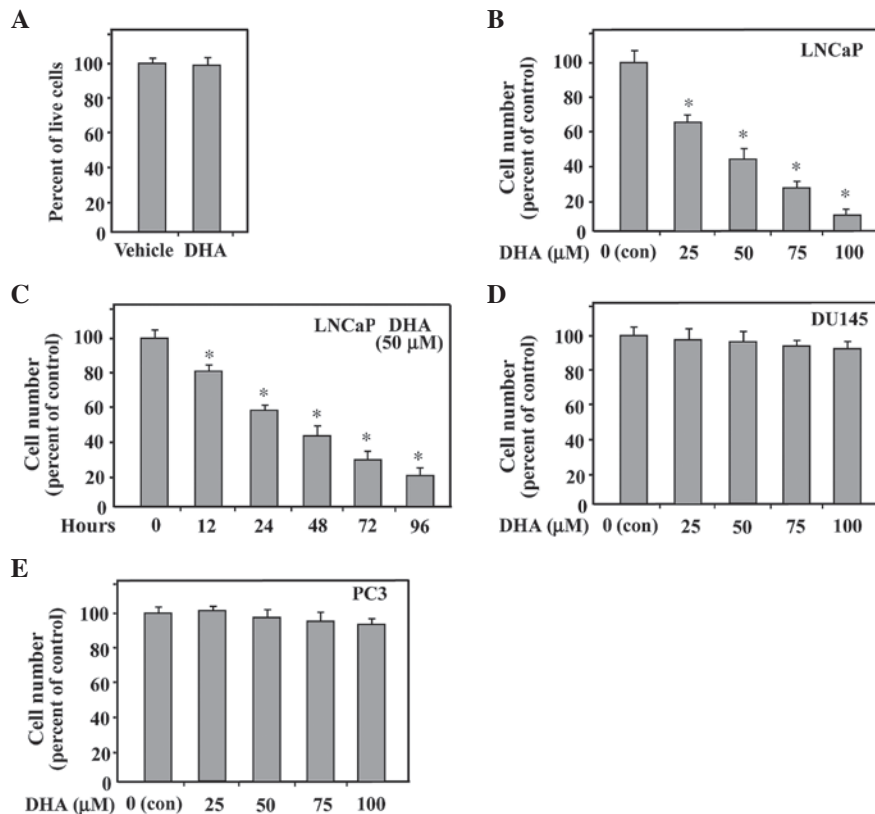 A
Percent of live cells
100
80
60
40
20
0
Vehicle DHA
B
LNCaP
Cell number
(percent of control)
100
80
60
40
20
0
* * * *
DHA (µM) 0 (con) 25 50 75 100
C
LNCaP DHA
(50 µM)
Cell number
(percent of control)
100
80
60
40
20
0
* * * * *
Hours 0 12 24 48 72 96
D
DU145
Cell number
(percent of control)
100
80
60
40
20
0
DHA (µM) 0 (con) 25 50 75 100
E
PC3
Cell number
(percent of control)
100
80
60
40
20
0
DHA (µM) 0 (con) 25 50 75 100